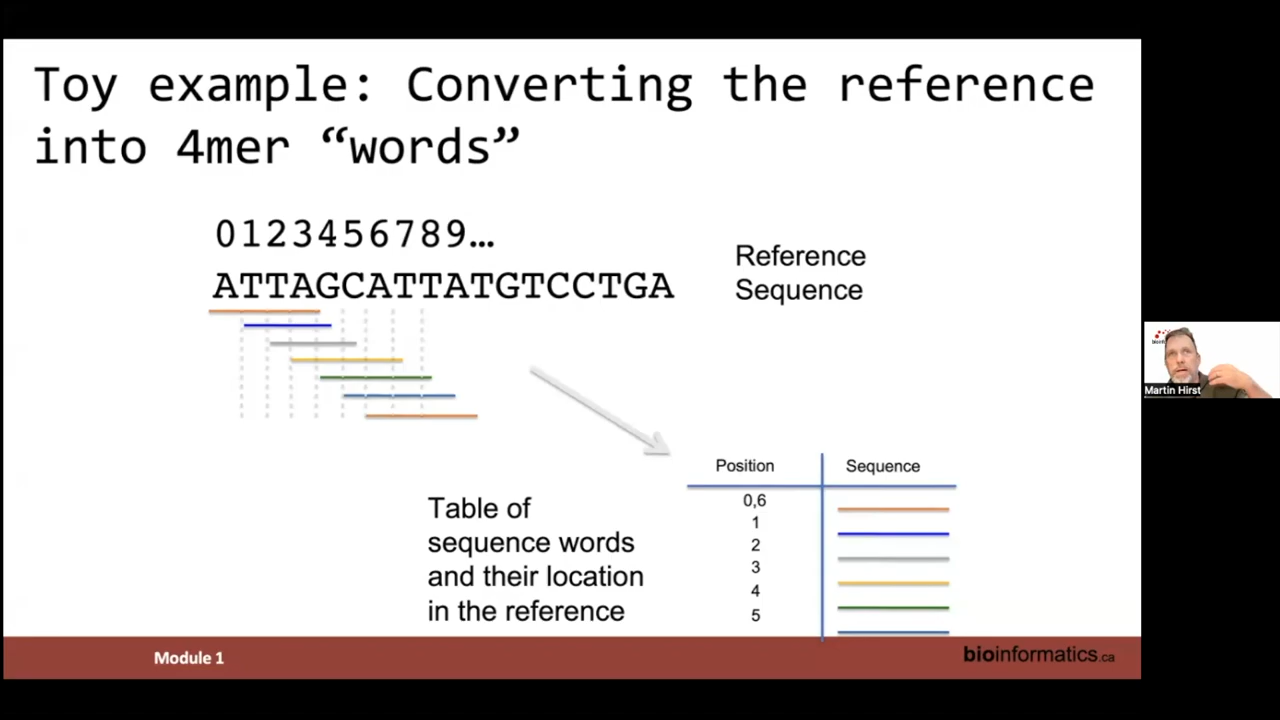 Toy example: Converting the reference
into 4mer “words”
0123456789...
ATTAGCATTATGTCCTGA
Reference
Sequence
Table of
sequence words
and their location
in the reference
Position Sequence
0,6
1
2
3
4
5
Module 1
bioinformatics.ca
Martin Hirst